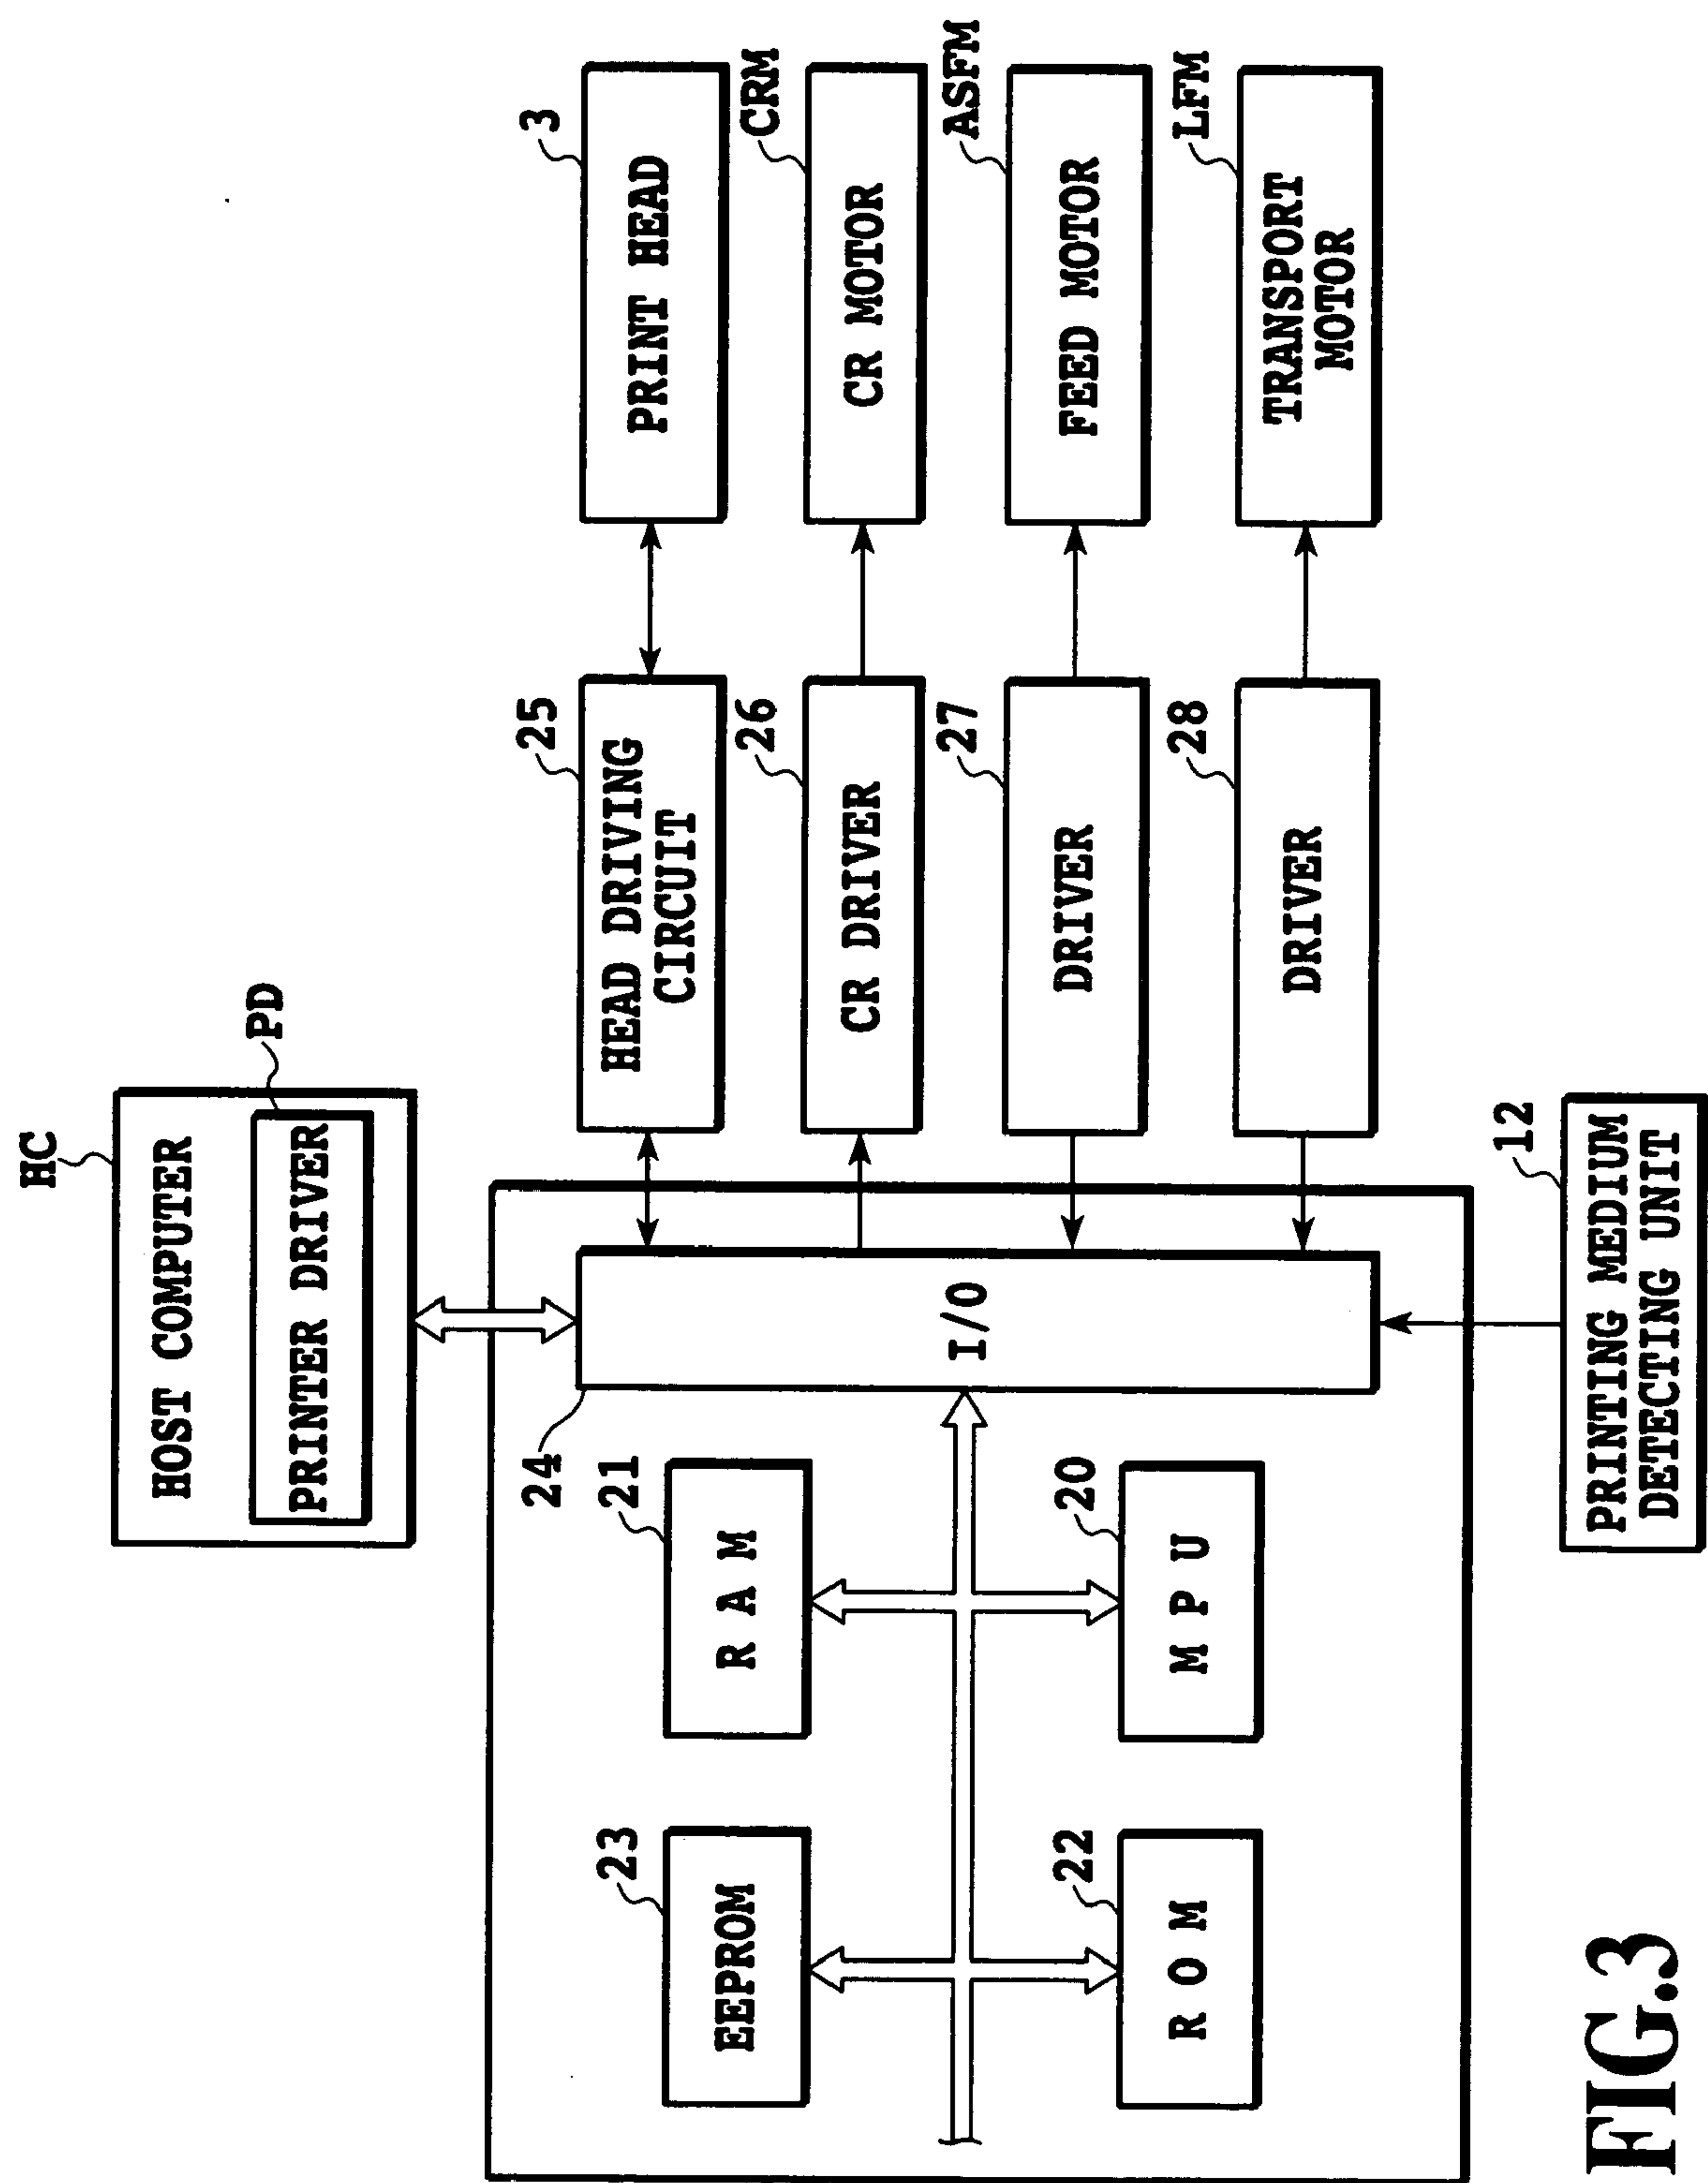 HC
HOST COMPUTER
PD
PRINTER DRIVER
24
I/O
23
EEPROM
21
R A M
22
R O M
20
M P U
25
HEAD DRIVING
CIRCUIT
3
PRINT HEAD
26
CR DRIVER
CRM
CR MOTOR
27
DRIVER
ASFM
FEED MOTOR
28
DRIVER
LFM
TRANSPORT
MOTOR
12
PRINTING MEDIUM
DETECTING UNIT
FIG.3